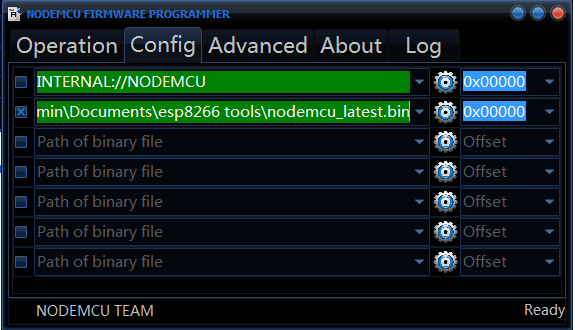 NODEMCU FIRMWARE PROGRAMMER
Operation Config Advanced About Log
INTERNAL://NODEMCU 0x00000
min\Documents\esp8266 tools\nodemcu_latest.bin 0x00000
Path of binary file Offset
Path of binary file Offset
Path of binary file Offset
Path of binary file Offset
Path of binary file Offset
NODEMCU TEAM Ready